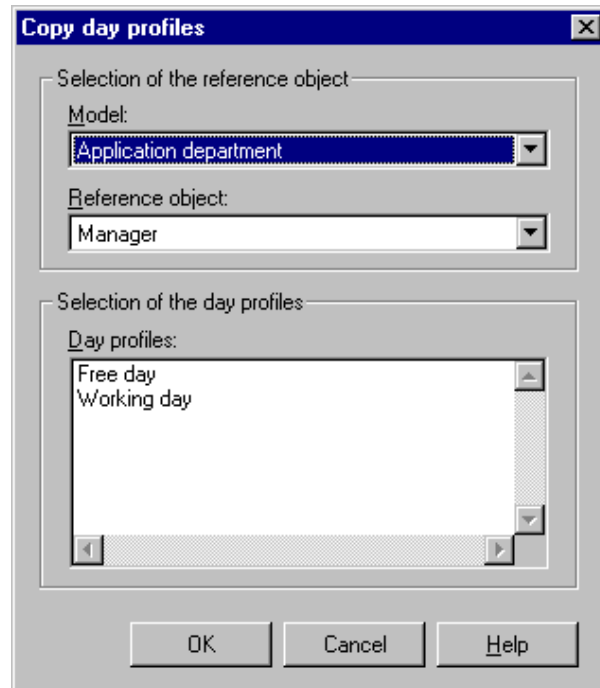 Copy day profiles
Selection of the reference object
Model:
Application department
Reference object:
Manager
Selection of the day profiles
Day profiles:
Free day
Working day
OK
Cancel
Help